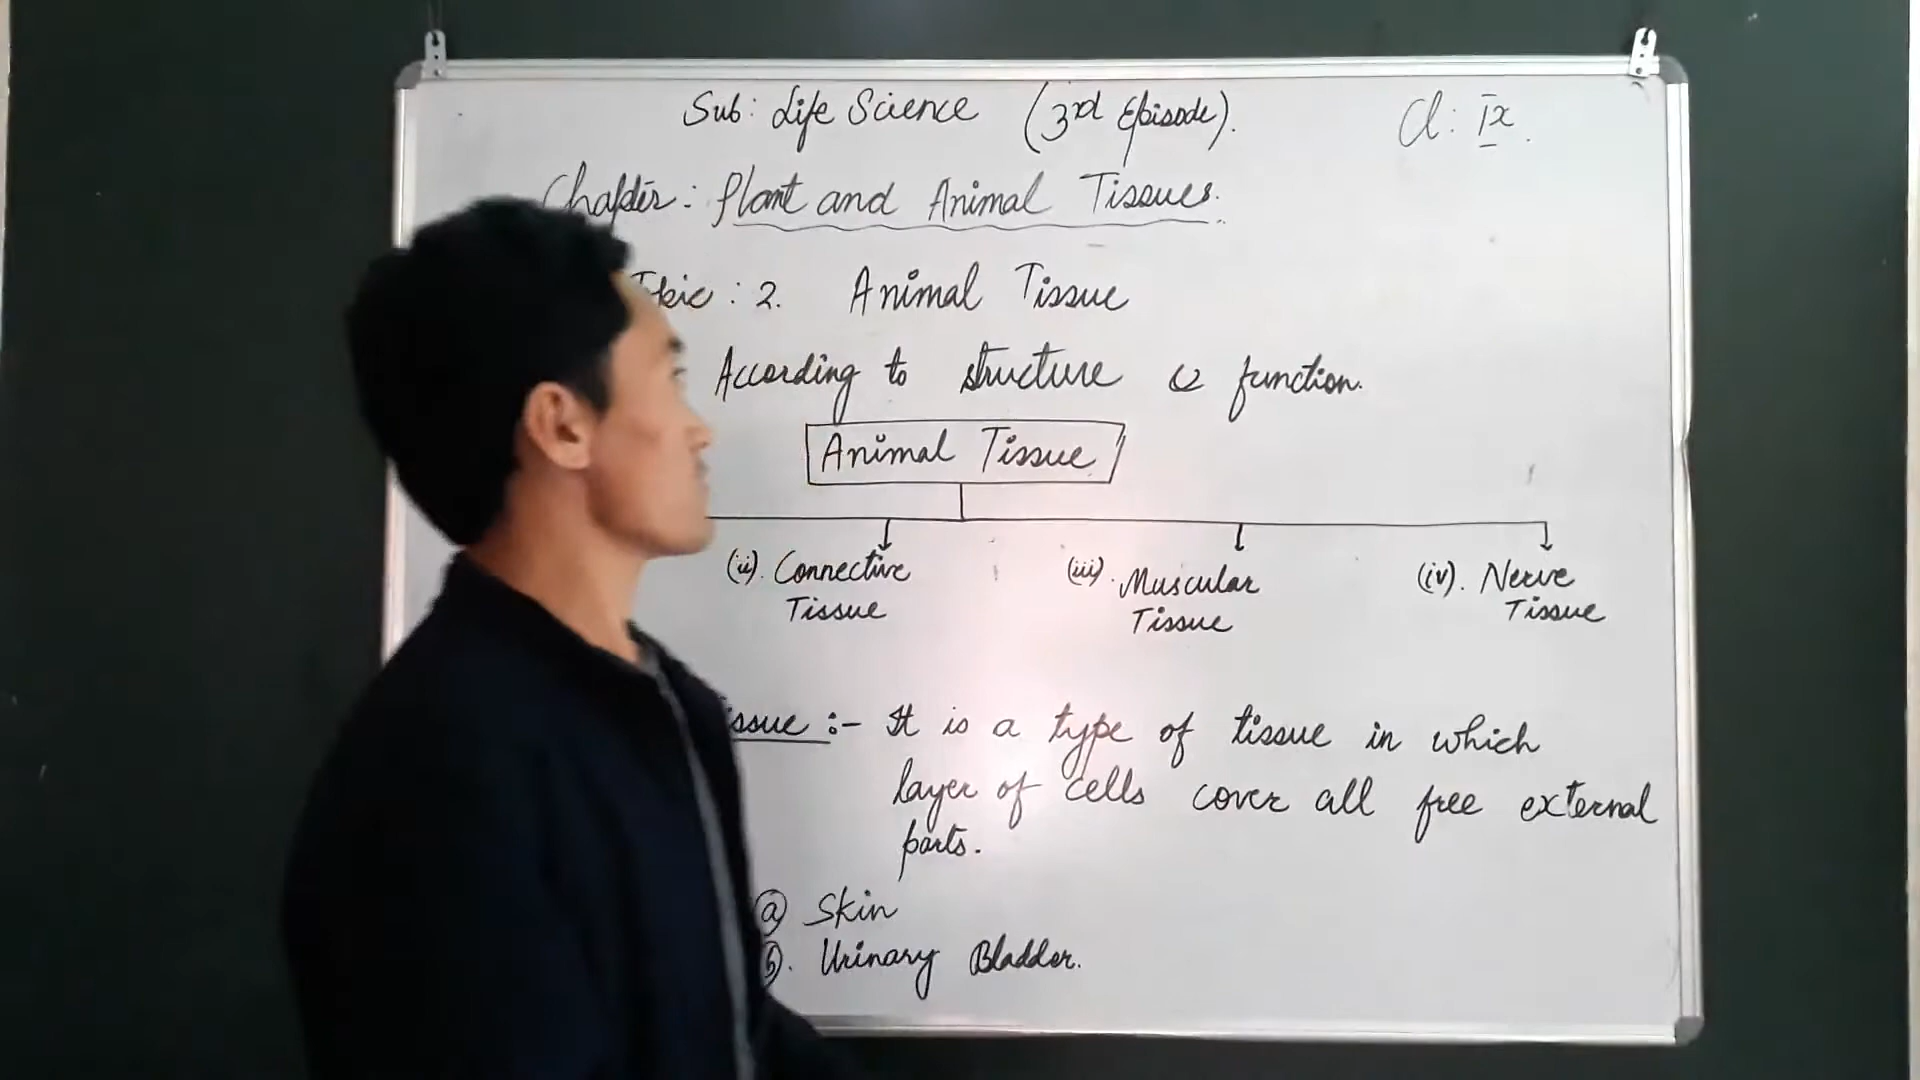 Sub: Life Science (3rd Episode). Cl: IX.
Chapter: Plant and Animal Tissues.
: 2. Animal Tissue
According to structure & function.
Animal Tissue
(ii). Connective Tissue
(iii). Muscular Tissue
(iv). Nerve Tissue
issue :- It is a type of tissue in which
layer of cells cover all free external
parts.
(a) Skin
(b). Urinary Bladder.